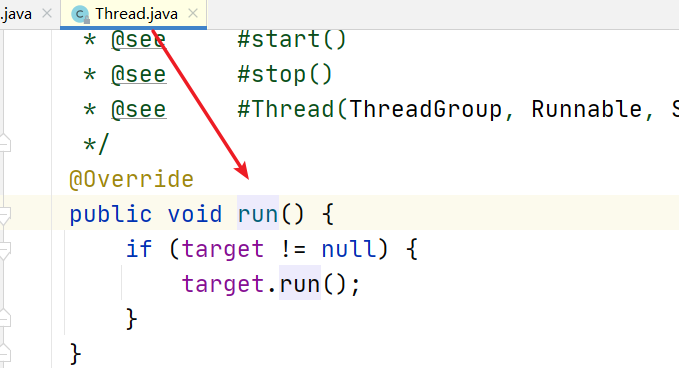 .java
Thread.java
* @see #start()
* @see #stop()
* @see #Thread(ThreadGroup, Runnable, S
*/
@Override
public void run() {
if (target != null) {
target.run();
}
}